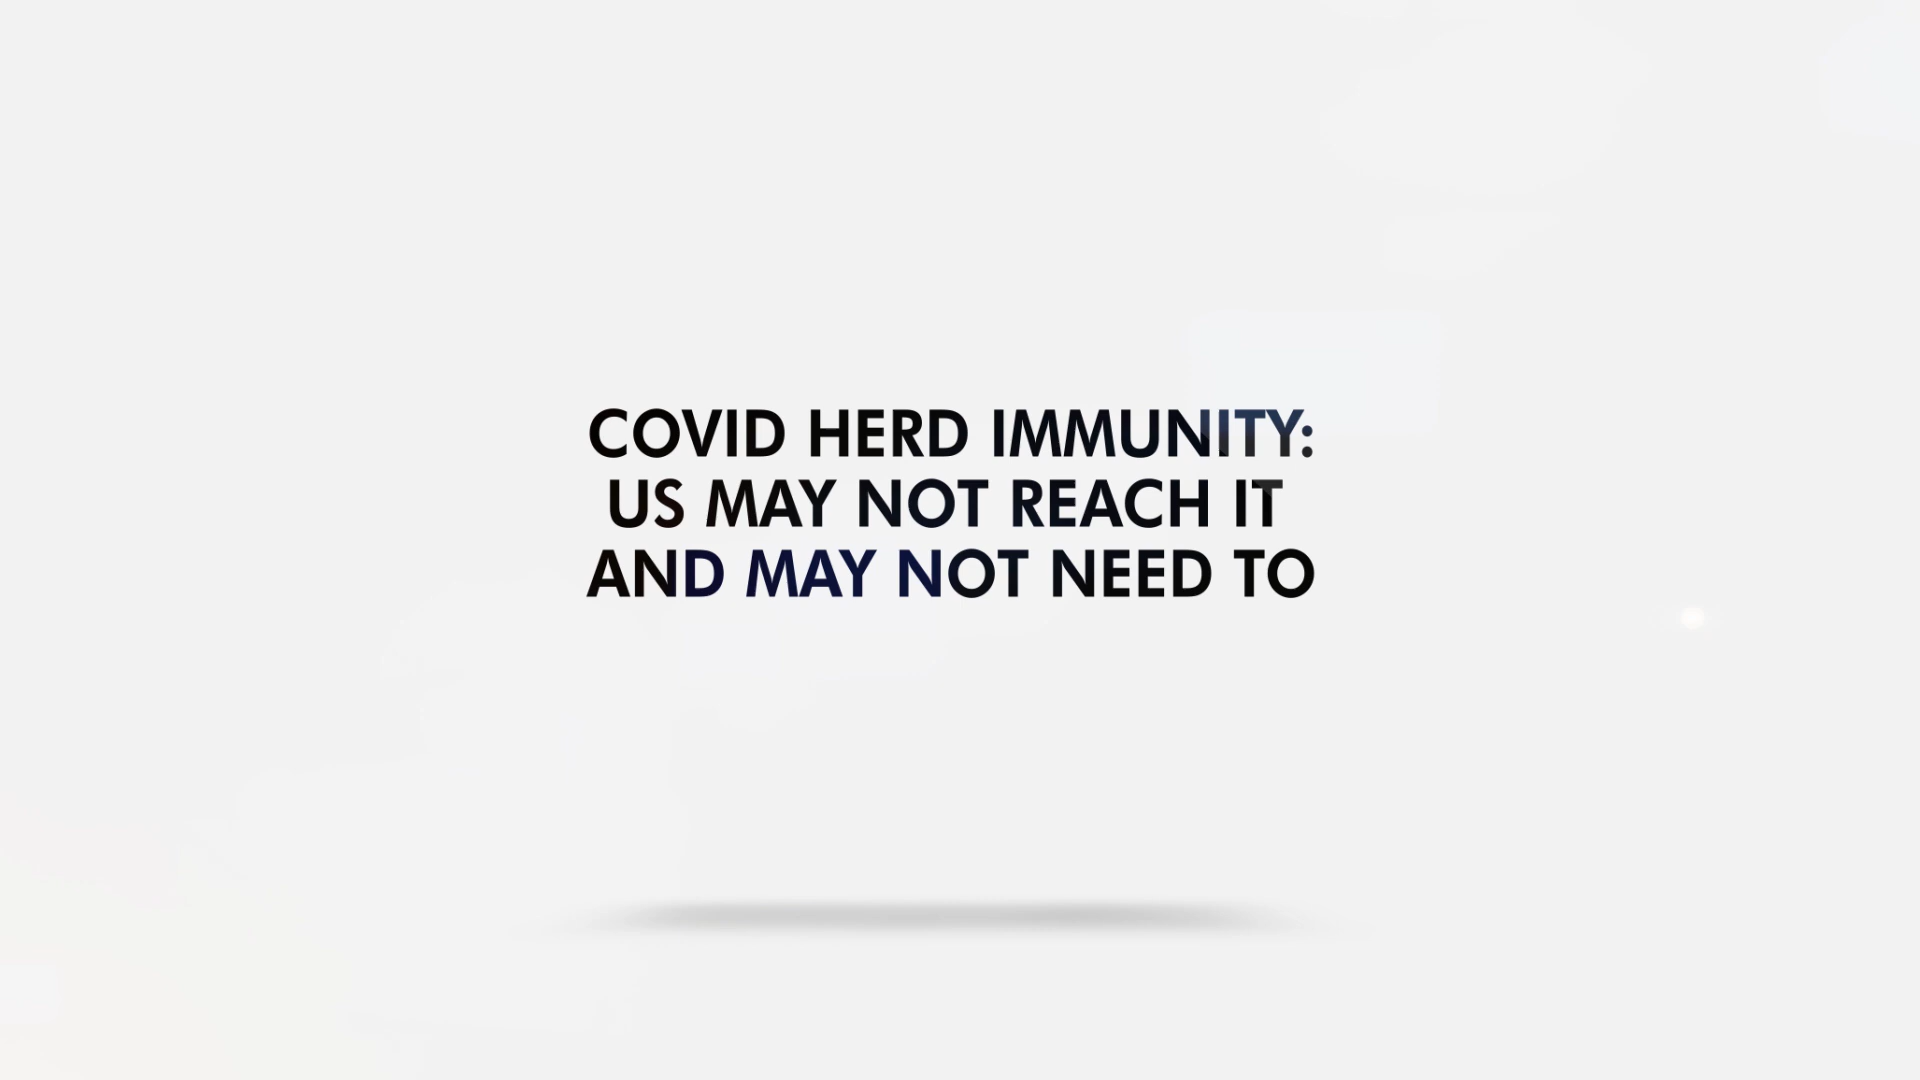 COVID HERD IMMUNITY:
US MAY NOT REACH IT
AND MAY NOT NEED TO